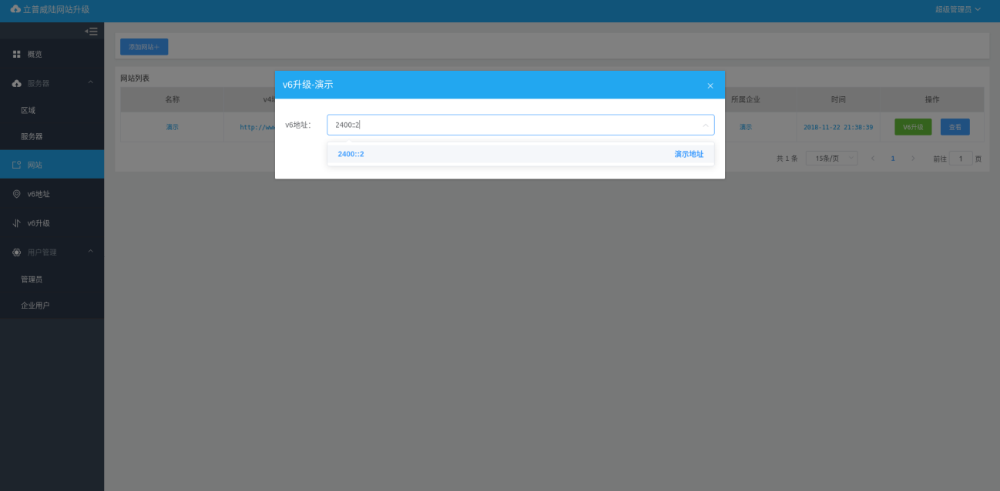 立普威陆网站升级
超级管理员
概览
服务器
区域
服务器
网站
v6地址
v6升级
用户管理
管理员
企业用户
添加网站+
网站列表
名称 所属企业 时间 操作
演示 http://www 演示 2018-11-22 21:38:39 V6升级 查看
共 1 条 15条/页 1 前往 1 页
v6升级-演示
v6地址: 2400::2
2400::2 演示地址